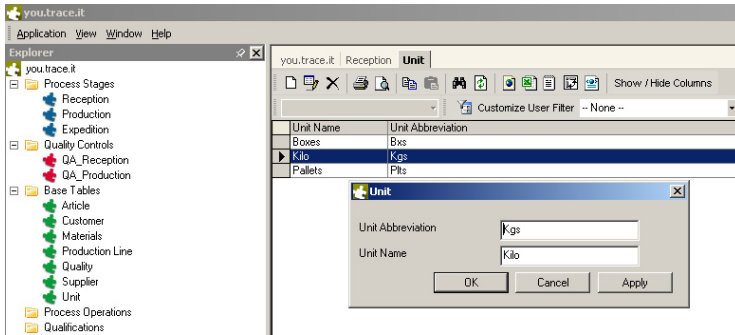 you.trace.it
Application View Window Help
Explorer
you.trace.it
Process Stages
Reception
Production
Expedition
Quality Controls
QA_Reception
QA_Production
Base Tables
Article
Customer
Materials
Production Line
Quality
Supplier
Unit
Process Operations
Qualifications
you.trace.it Reception Unit
Show / Hide Columns
Customize User Filter -- None --
Unit Name Unit Abbreviation
Boxes Bxs
Kilo Kgs
Pallets Plts
Unit
Unit Abbreviation Kgs
Unit Name Kilo
OK Cancel Apply